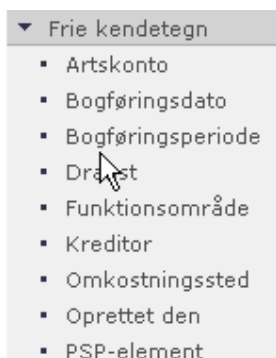 Frie kendetegn
Artskonto
Bogføringsdato
Bogføringsperiode
Funktionsområde
Kreditor
Omkostningssted
Oprettet den
PSP-element